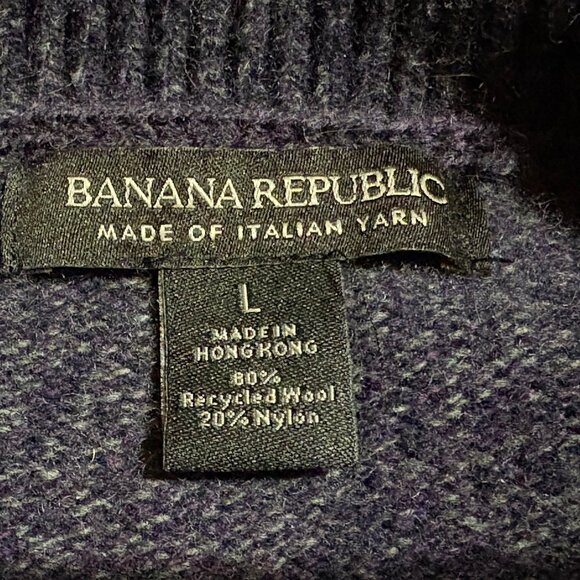 BANANA REPUBLIC
MADE OF ITALIAN YARN
L
MADE IN
HONG KONG
80%
Recycled Wool
20% Nylon